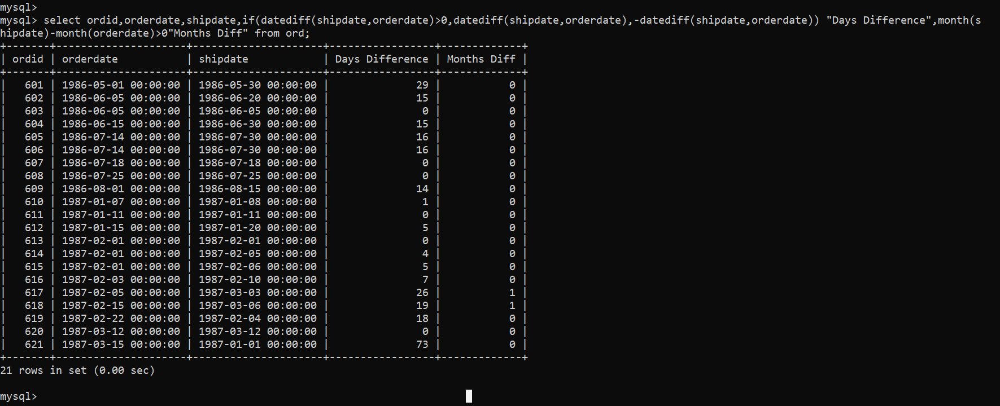 mysql>
mysql> select ordid,orderdate,shipdate,if(datediff(shipdate,orderdate)>0,datediff(shipdate,orderdate),-datediff(shipdate,orderdate)) "Days Difference",month(s
hipdate)-month(orderdate)>0"Months Diff" from ord;
+-------+---------------------+---------------------+-----------------+-------------+
| ordid | orderdate           | shipdate            | Days Difference | Months Diff |
+-------+---------------------+---------------------+-----------------+-------------+
|   601 | 1986-05-01 00:00:00 | 1986-05-30 00:00:00 |              29 |           0 |
|   602 | 1986-06-05 00:00:00 | 1986-06-20 00:00:00 |              15 |           0 |
|   603 | 1986-06-05 00:00:00 | 1986-06-05 00:00:00 |               0 |           0 |
|   604 | 1986-06-15 00:00:00 | 1986-06-30 00:00:00 |              15 |           0 |
|   605 | 1986-07-14 00:00:00 | 1986-07-30 00:00:00 |              16 |           0 |
|   606 | 1986-07-14 00:00:00 | 1986-07-30 00:00:00 |              16 |           0 |
|   607 | 1986-07-18 00:00:00 | 1986-07-18 00:00:00 |               0 |           0 |
|   608 | 1986-07-25 00:00:00 | 1986-07-25 00:00:00 |               0 |           0 |
|   609 | 1986-08-01 00:00:00 | 1986-08-15 00:00:00 |              14 |           0 |
|   610 | 1987-01-07 00:00:00 | 1987-01-08 00:00:00 |               1 |           0 |
|   611 | 1987-01-11 00:00:00 | 1987-01-11 00:00:00 |               0 |           0 |
|   612 | 1987-01-15 00:00:00 | 1987-01-20 00:00:00 |               5 |           0 |
|   613 | 1987-02-01 00:00:00 | 1987-02-01 00:00:00 |               0 |           0 |
|   614 | 1987-02-01 00:00:00 | 1987-02-05 00:00:00 |               4 |           0 |
|   615 | 1987-02-01 00:00:00 | 1987-02-06 00:00:00 |               5 |           0 |
|   616 | 1987-02-03 00:00:00 | 1987-02-10 00:00:00 |               7 |           0 |
|   617 | 1987-02-05 00:00:00 | 1987-03-03 00:00:00 |              26 |           1 |
|   618 | 1987-02-15 00:00:00 | 1987-03-06 00:00:00 |              19 |           1 |
|   619 | 1987-02-22 00:00:00 | 1987-02-04 00:00:00 |              18 |           0 |
|   620 | 1987-03-12 00:00:00 | 1987-03-12 00:00:00 |               0 |           0 |
|   621 | 1987-03-15 00:00:00 | 1987-01-01 00:00:00 |              73 |           0 |
+-------+---------------------+---------------------+-----------------+-------------+
21 rows in set (0.00 sec)
mysql>